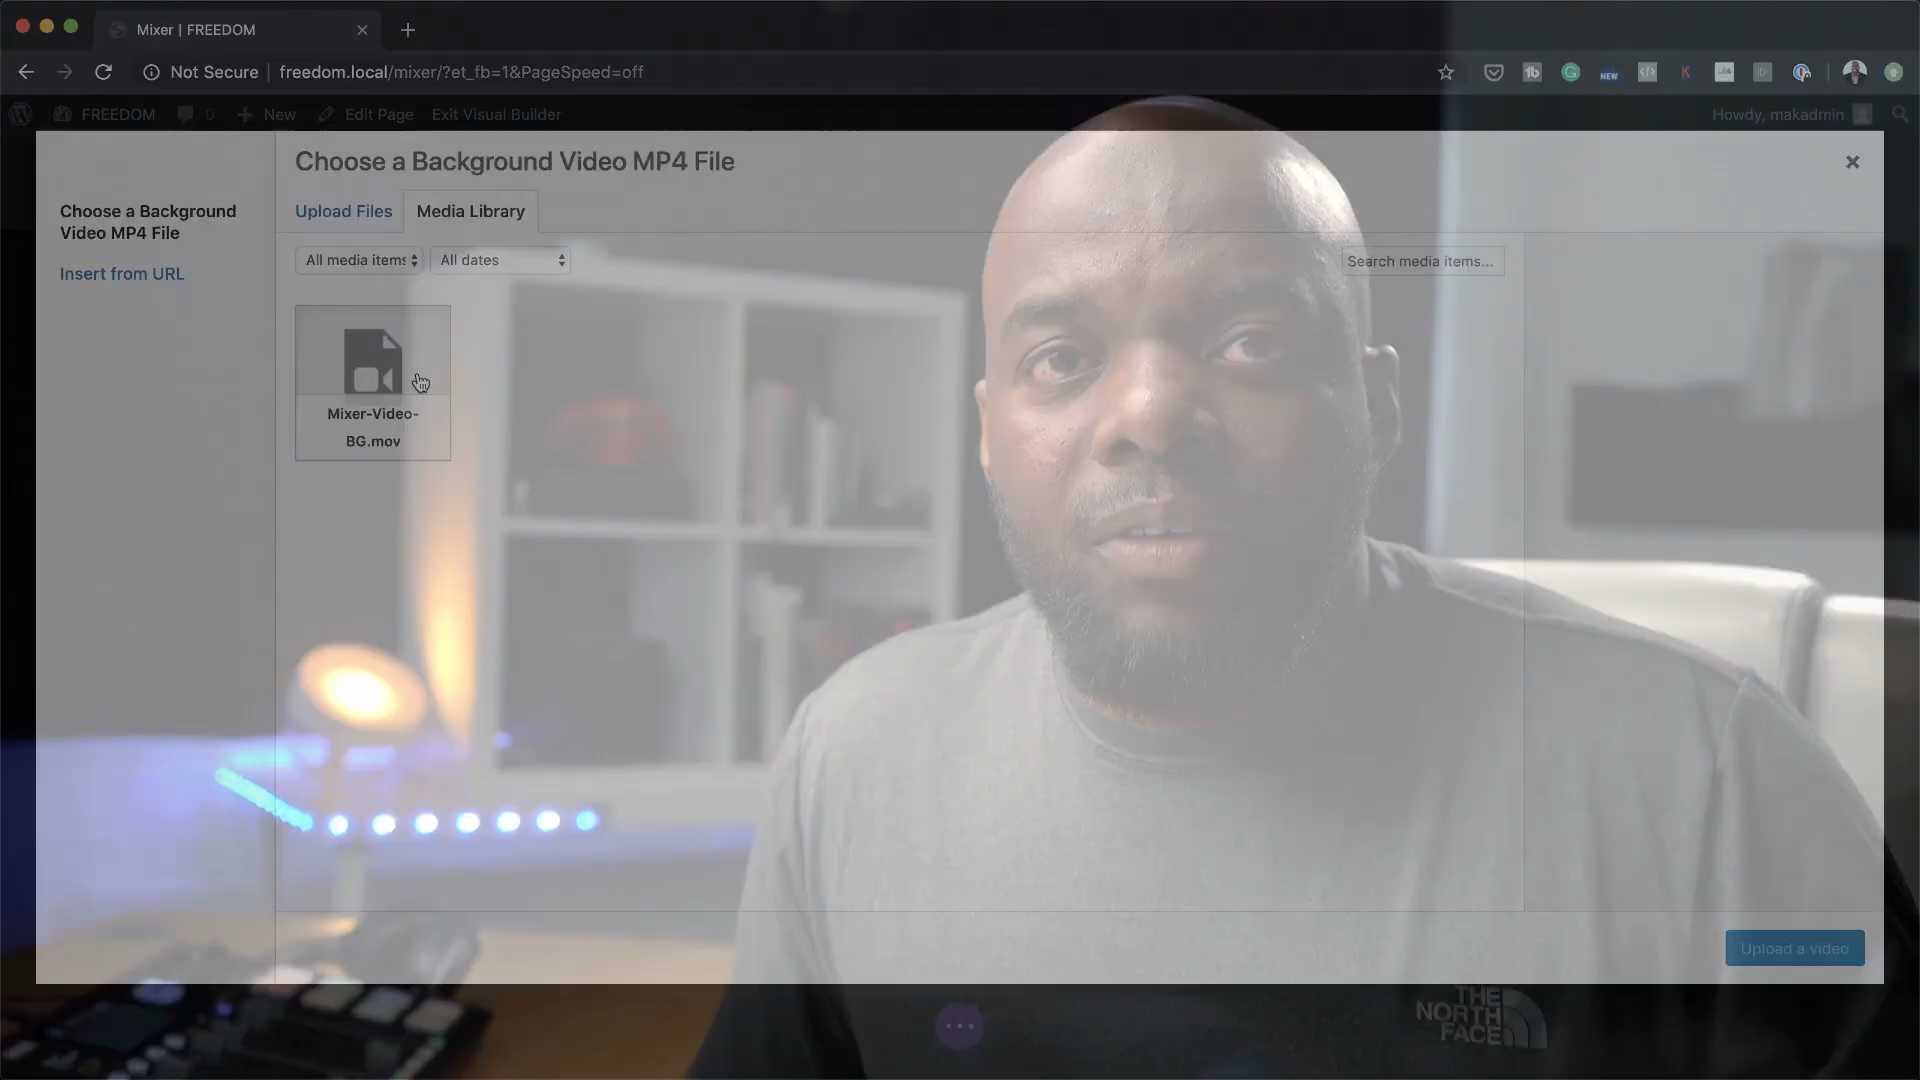 Mixer | FREEDOM
Not Secure | freedom.local/mixer/?et_fb=1&PageSpeed=off
NEW
FREEDOM 0 New Edit Page Exit Visual Builder
Howdy, makadmin
Choose a Background Video MP4 File
Choose a Background
Video MP4 File
Insert from URL
Upload Files
Media Library
All media items
All dates
Search media items...
Mixer-Video-
BG.mov
Upload a video
THE
NORTH
FACE